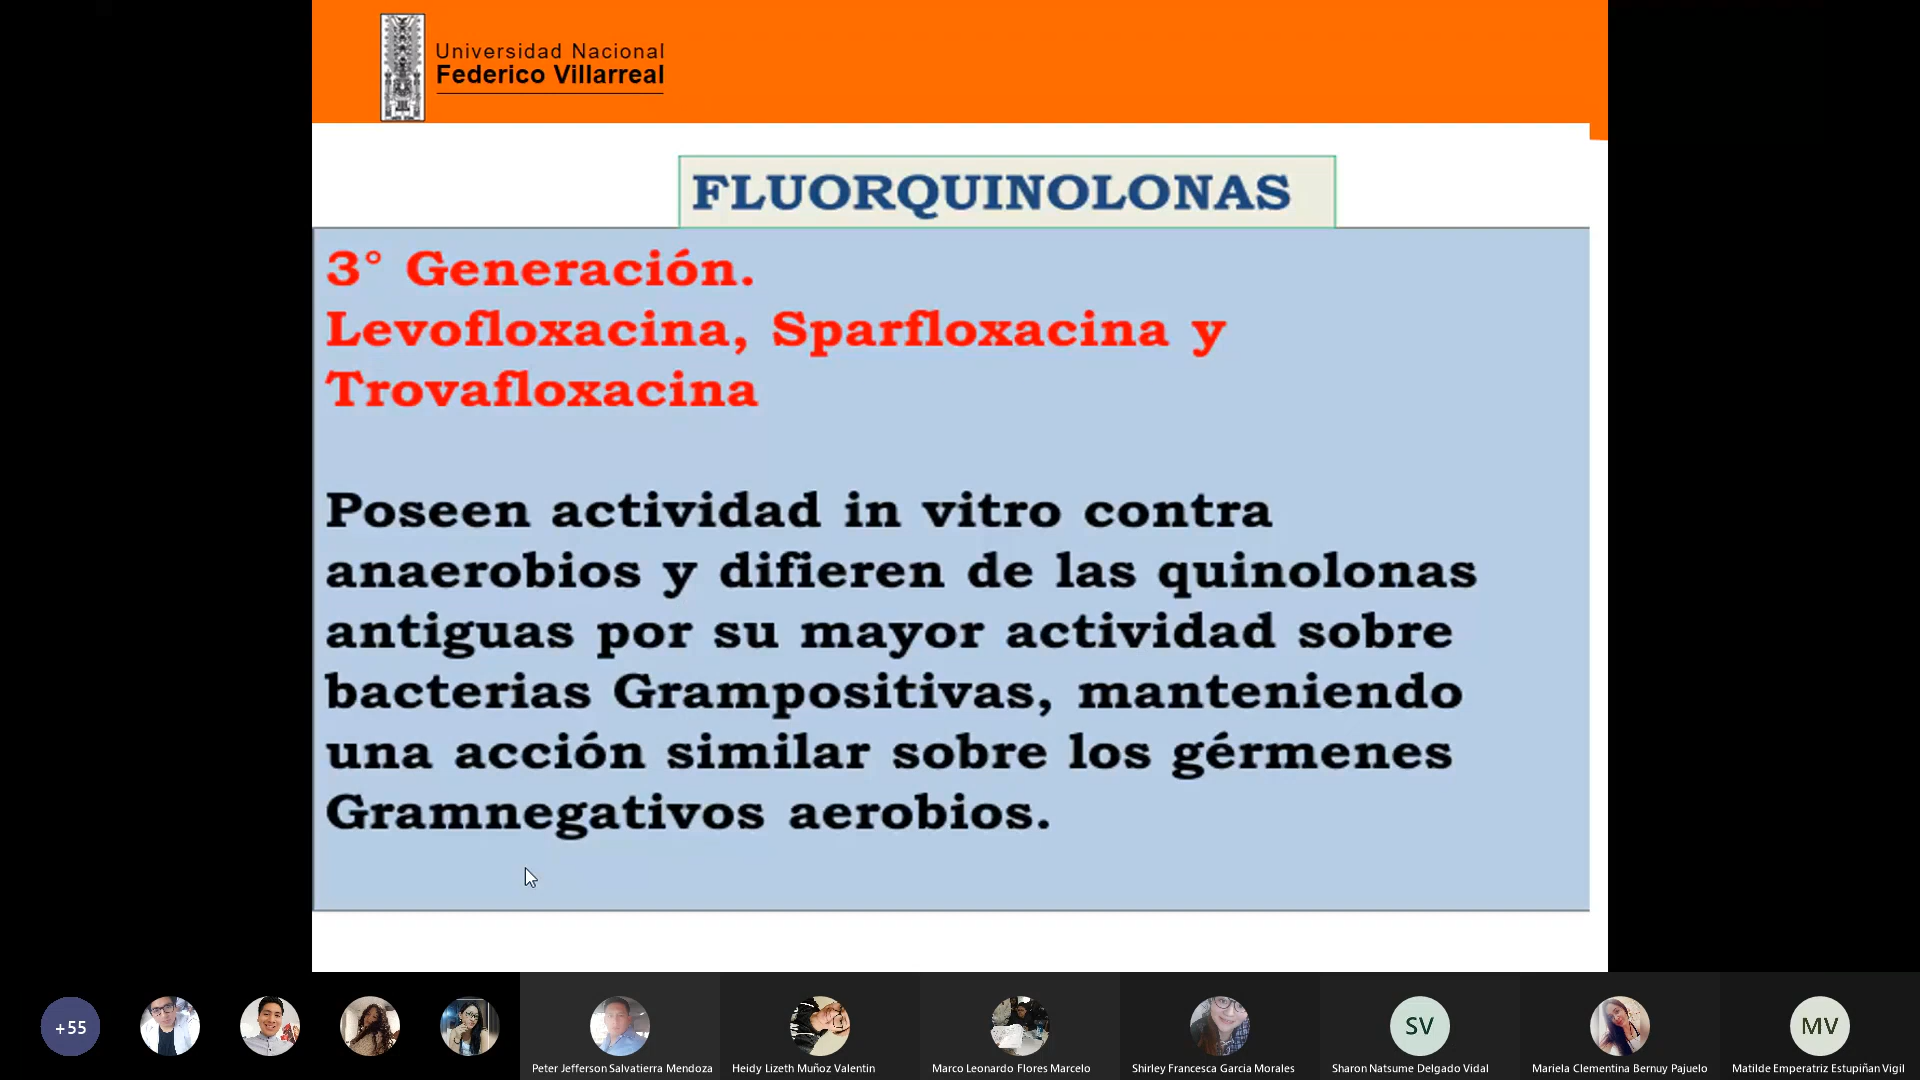 Universidad Nacional
Federico Villarreal
FLUORQUINOLONAS
3° Generación.
Levofloxacina, Sparfloxacina y
Trovafloxacina
Poseen actividad in vitro contra
anaerobios y difieren de las quinolonas
antiguas por su mayor actividad sobre
bacterias Grampositivas, manteniendo
una acción similar sobre los gérmenes
Gramnegativos aerobios.
+55
SV
MV
Peter Jefferson Salvatierra Mendoza
Heidy Lizeth Muñoz Valentin
Marco Leonardo Flores Marcelo
Shirley Francesca Garcia Morales
Sharon Natsume Delgado Vidal
Mariela Clementina Bernuy Pajuelo
Matilde Emperatriz Estupiñan Vigil